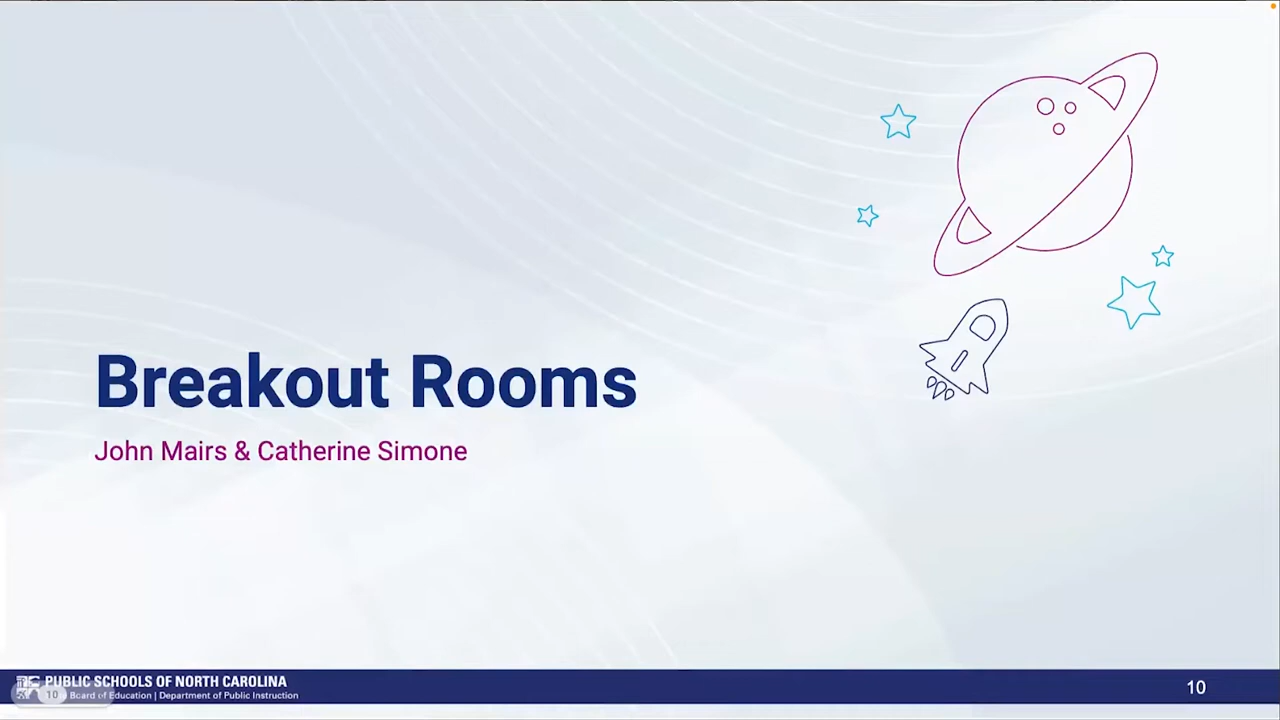 Breakout Rooms
John Mairs & Catherine Simone
PUBLIC SCHOOLS OF NORTH CAROLINA
Board of Education | Department of Public Instruction
10
10